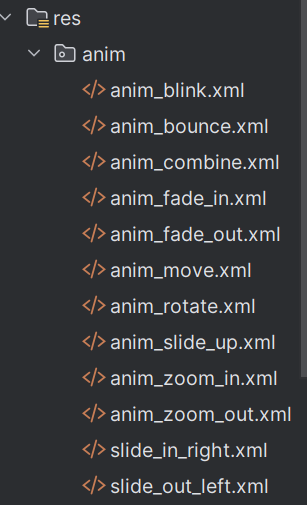 res
anim
anim_blink.xml
anim_bounce.xml
anim_combine.xml
anim_fade_in.xml
anim_fade_out.xml
anim_move.xml
anim_rotate.xml
anim_slide_up.xml
anim_zoom_in.xml
anim_zoom_out.xml
slide_in_right.xml
slide_out_left.xml